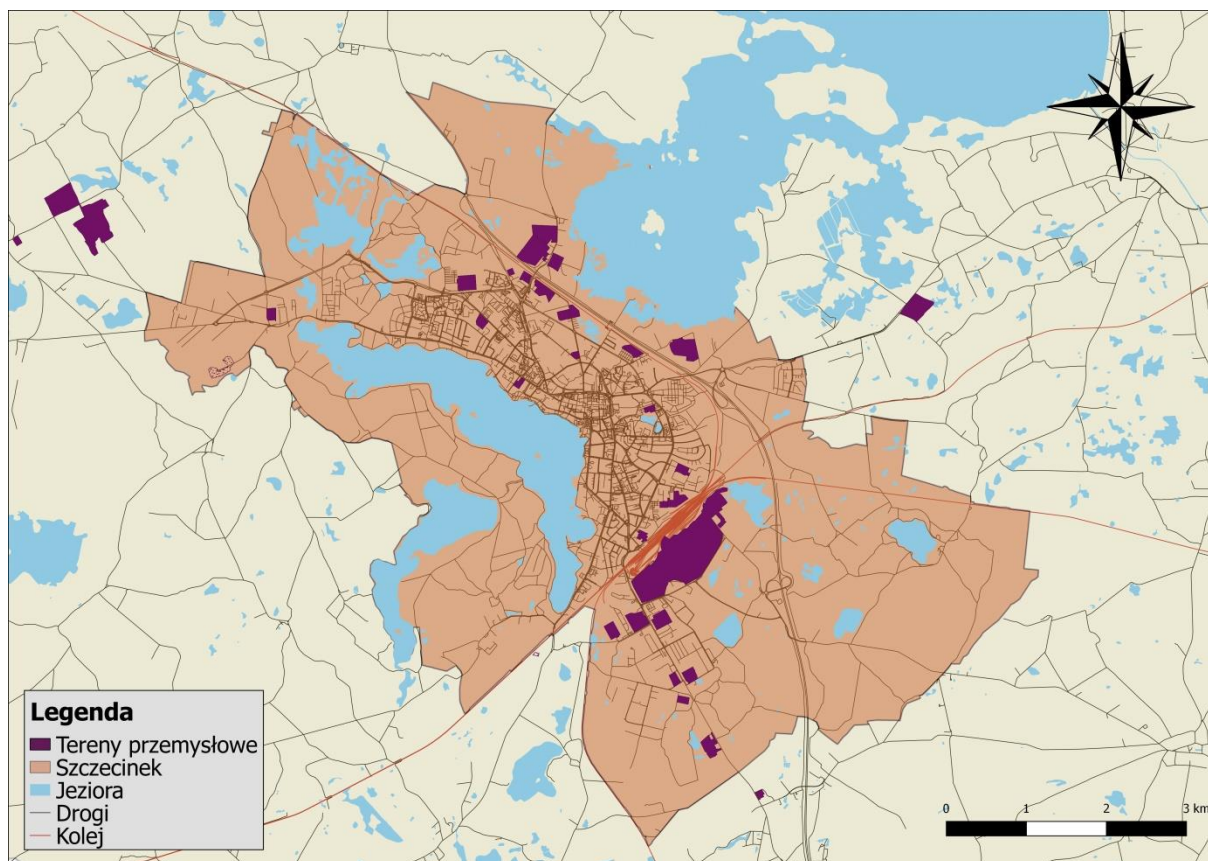 Legenda
Tereny przemysłowe
Szczecinek
Jeziora
Drogi
Kolej
0 1 2 3 km